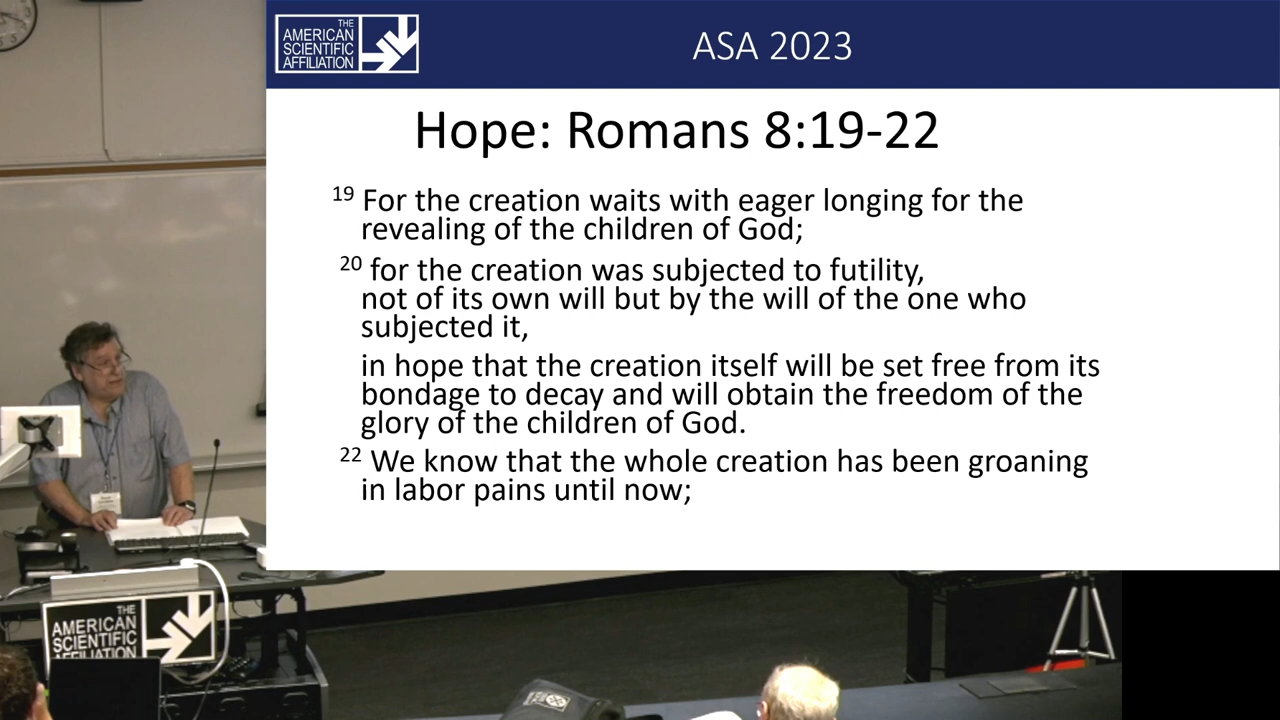 THE
AMERICAN
SCIENTIFIC
AFFILIATION
ASA 2023
Hope: Romans 8:19-22
19 For the creation waits with eager longing for the
revealing of the children of God;
20 for the creation was subjected to futility,
not of its own will but by the will of the one who
subjected it,
in hope that the creation itself will be set free from its
bondage to decay and will obtain the freedom of the
glory of the children of God.
22 We know that the whole creation has been groaning
in labor pains until now;
THE
AMERICAN
SCIENTIFIC
AFFILIATION